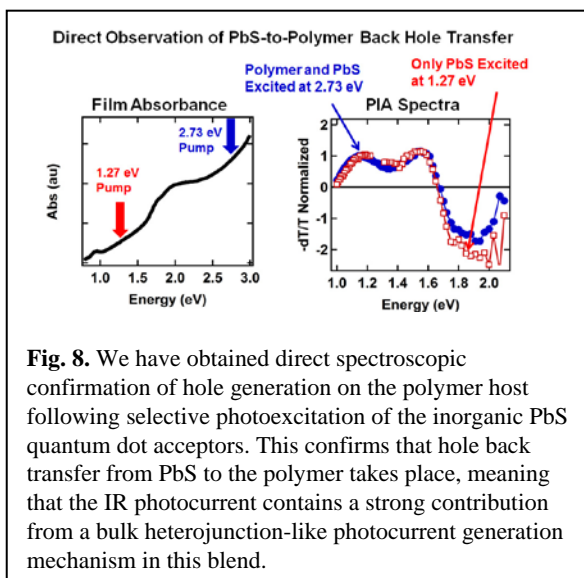 Direct Observation of PbS-to-Polymer Back Hole Transfer
Film Absorbance
2.73 eV
Pump
1.27 eV
Pump
Abs (au)
1.0
1.5
2.0
2.5
3.0
Energy (eV)
Polymer and PbS
Excited at 2.73 eV
Only PbS Excited
at 1.27 eV
PIA Spectra
-dT/T Normalized
2
1
0
-1
-2
1.0
1.2
1.4
1.6
1.8
2.0
Energy (eV)
Fig. 8. We have obtained direct spectroscopic
confirmation of hole generation on the polymer host
following selective photoexcitation of the inorganic PbS
quantum dot acceptors. This confirms that hole back
transfer from PbS to the polymer takes place, meaning
that the IR photocurrent contains a strong contribution
from a bulk heterojunction-like photocurrent generation
mechanism in this blend.